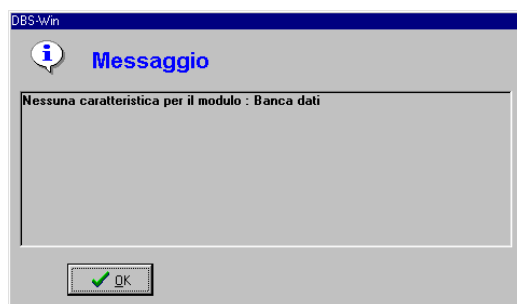 DBS-Win
Messaggio
Nessuna caratteristica per il modulo : Banca dati
OK